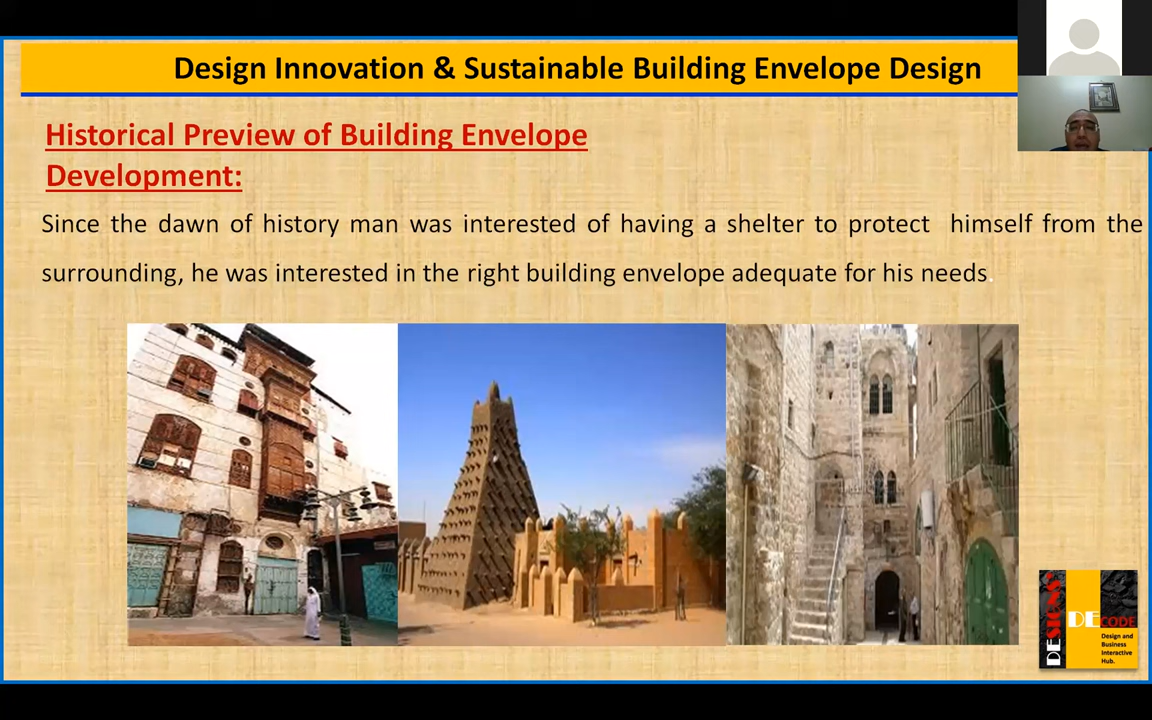 Design Innovation & Sustainable Building Envelope Design
Historical Preview of Building Envelope
Development:
Since the dawn of history man was interested of having a shelter to protect himself from the
surrounding, he was interested in the right building envelope adequate for his needs.
DESIGNS
DECODE
Design and
Business
Interactive
Hub.